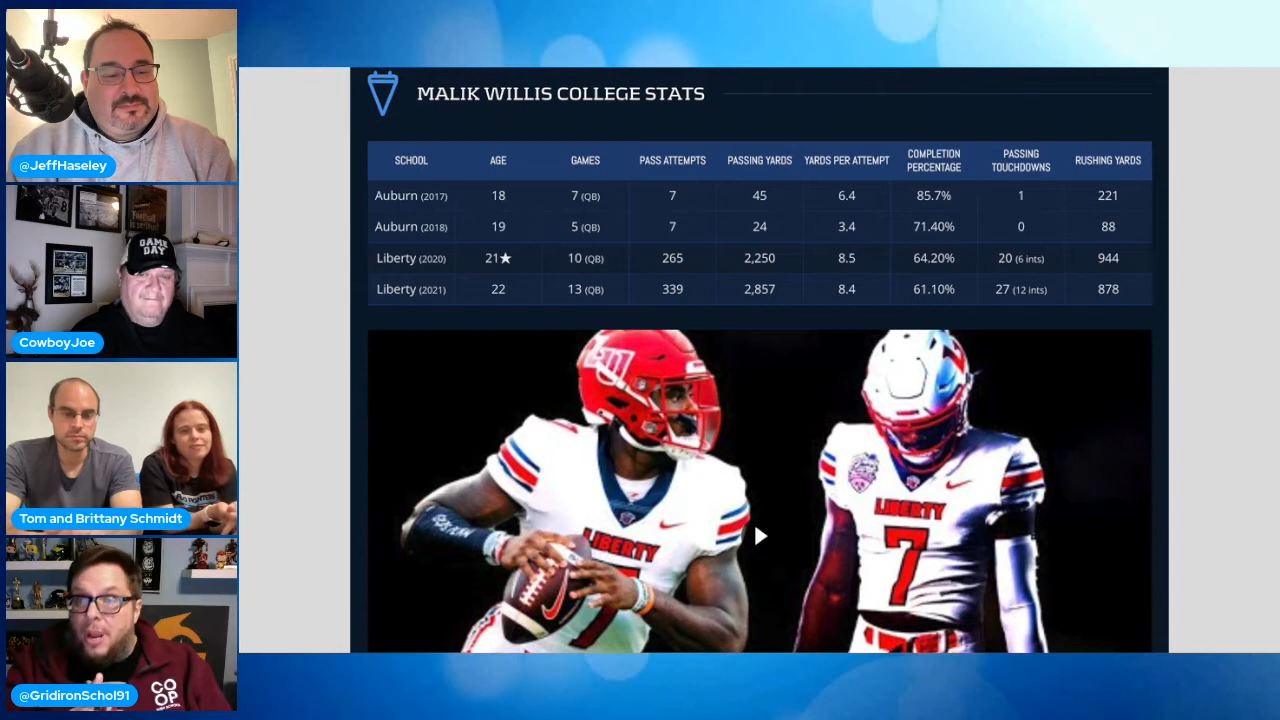 @JeffHaseley
GAME
DAY
CowboyJoe
Tom and Brittany Schmidt
CO
OP
@GridironSchol91
MALIK WILLIS COLLEGE STATS
SCHOOL AGE GAMES PASS ATTEMPTS PASSING YARDS YARDS PER ATTEMPT COMPLETION PERCENTAGE PASSING TOUCHDOWNS RUSHING YARDS
Auburn (2017) 18 7 (QB) 7 45 6.4 85.7% 1 221
Auburn (2018) 19 5 (QB) 7 24 3.4 71.40% 0 88
Liberty (2020) 21★ 10 (QB) 265 2,250 8.5 64.20% 20 (6 ints) 944
Liberty (2021) 22 13 (QB) 339 2,857 8.4 61.10% 27 (12 ints) 878
LIBERTY
LIBERTY
7